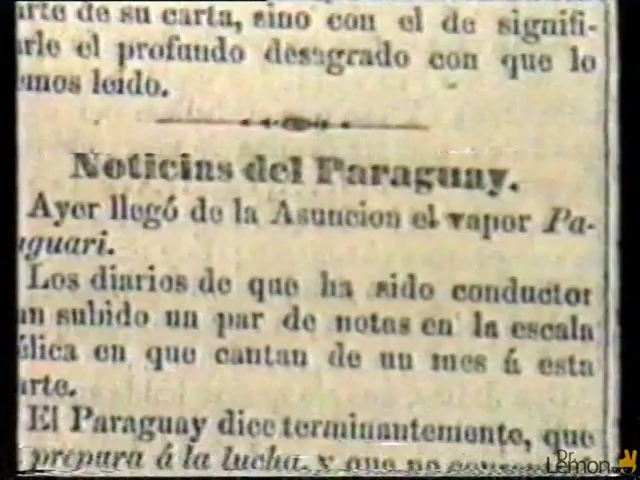 arte de su carta, sino con el de signifi-
arle el profundo desagrado con que lo
emos leido.
Noticias del Paraguay.
Ayer llegó de la Asuncion el vapor Pa-
aguari.
Los diarios de que ha sido conductor
an subido un par de notas en la escala
élica en que cantan de un mes á esta
arte.
El Paraguay dice terminantemente, que
prepara á la lucha, y que no
Dr Lemon